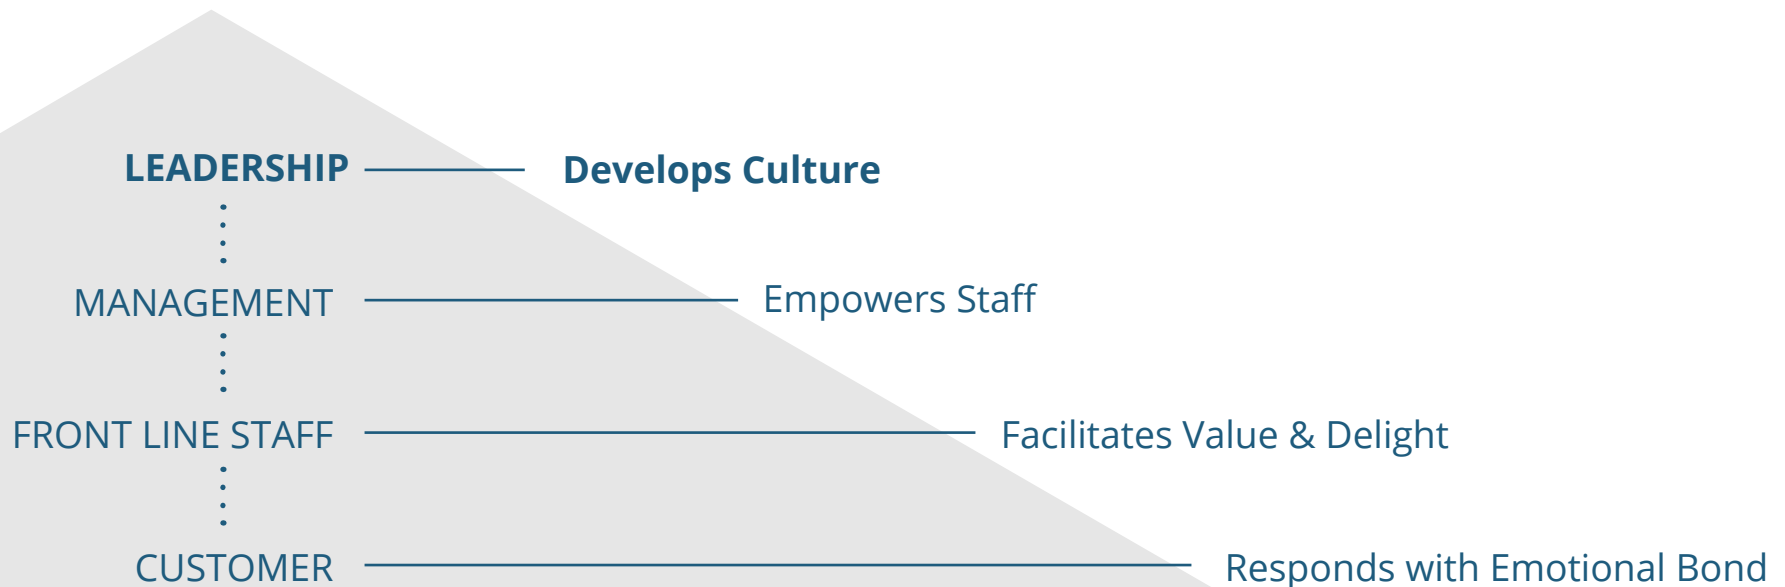 LEADERSHIP Develops Culture
MANAGEMENT Empowers Staff
FRONT LINE STAFF Facilitates Value & Delight
CUSTOMER Responds with Emotional Bond